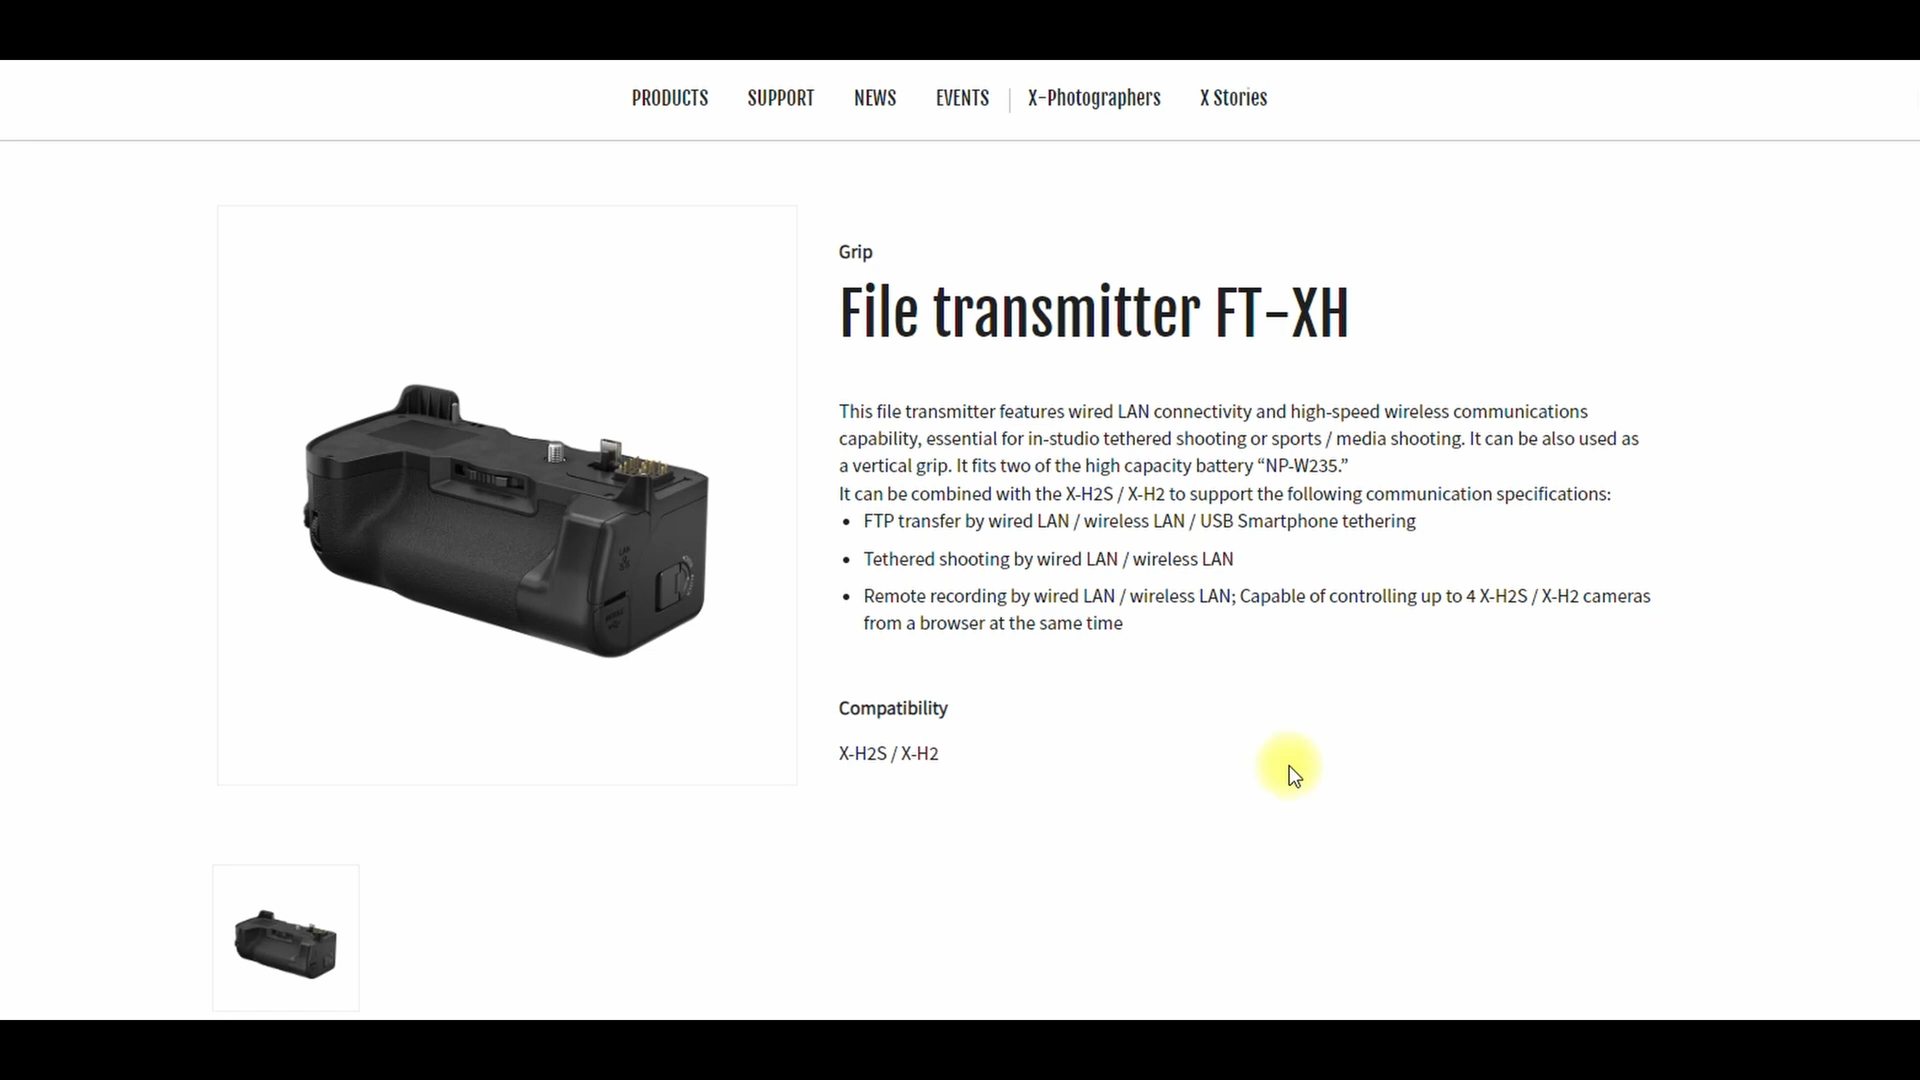 PRODUCTS SUPPORT NEWS EVENTS X-Photographers X Stories
Grip
File transmitter FT-XH
This file transmitter features wired LAN connectivity and high-speed wireless communications
capability, essential for in-studio tethered shooting or sports / media shooting. It can be also used as
a vertical grip. It fits two of the high capacity battery “NP-W235.”
It can be combined with the X-H2S / X-H2 to support the following communication specifications:
• FTP transfer by wired LAN / wireless LAN / USB Smartphone tethering
• Tethered shooting by wired LAN / wireless LAN
• Remote recording by wired LAN / wireless LAN; Capable of controlling up to 4 X-H2S / X-H2 cameras
from a browser at the same time
Compatibility
X-H2S / X-H2